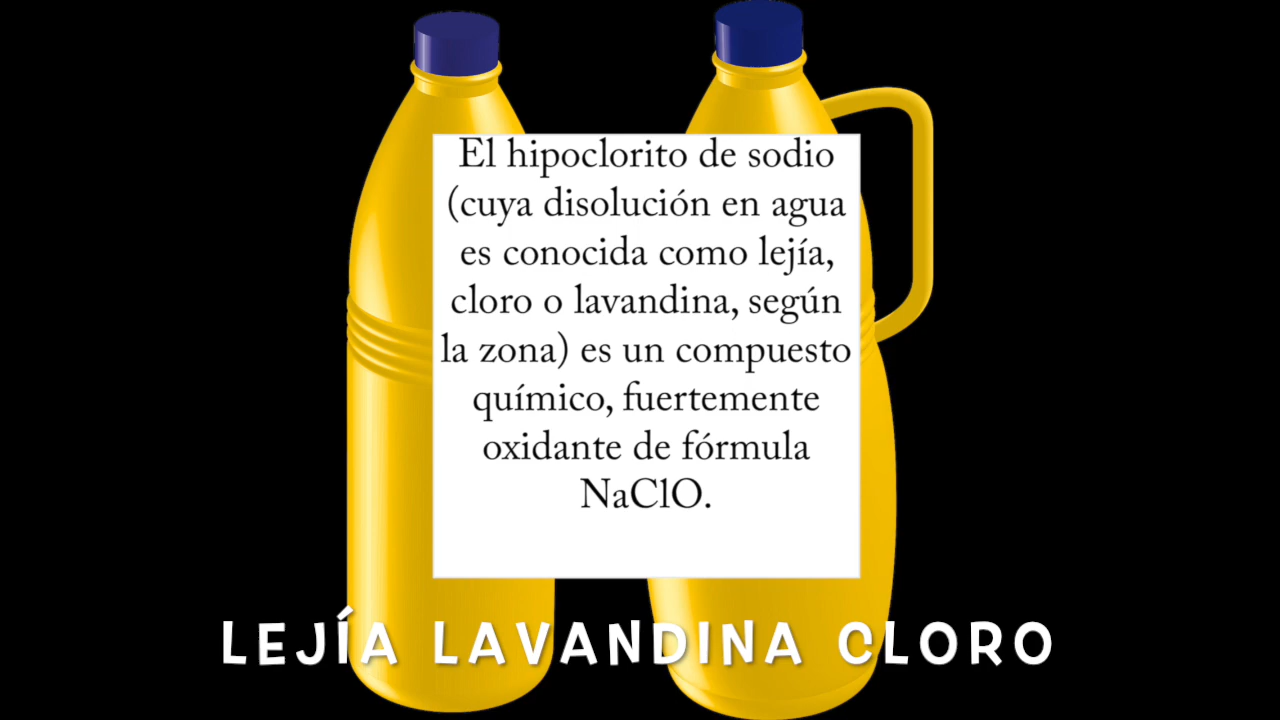 El hipoclorito de sodio
(cuya disolución en agua
es conocida como lejía,
cloro o lavandina, según
la zona) es un compuesto
químico, fuertemente
oxidante de fórmula
NaClO.
LEJÍA LAVANDINA CLORO